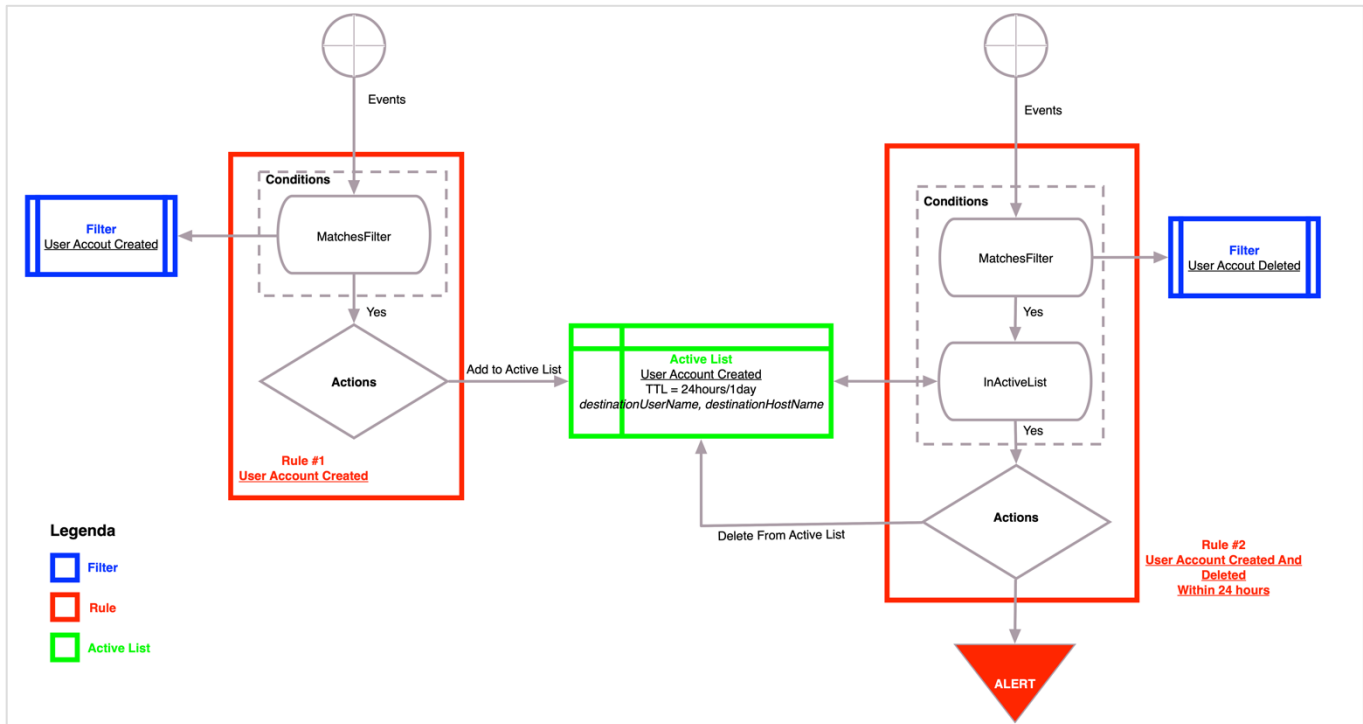 Events
Conditions
Filter
User Accout Created
MatchesFilter
Yes
Actions
Add to Active List
Rule #1
User Account Created
Active List
User Account Created
TTL = 24hours/1day
destinationUserName, destinationHostName
Events
Conditions
MatchesFilter
Filter
User Accout Deleted
Yes
InActiveList
Yes
Actions
Delete From Active List
Rule #2
User Account Created And
Deleted
Within 24 hours
ALERT
Legenda
Filter
Rule
Active List